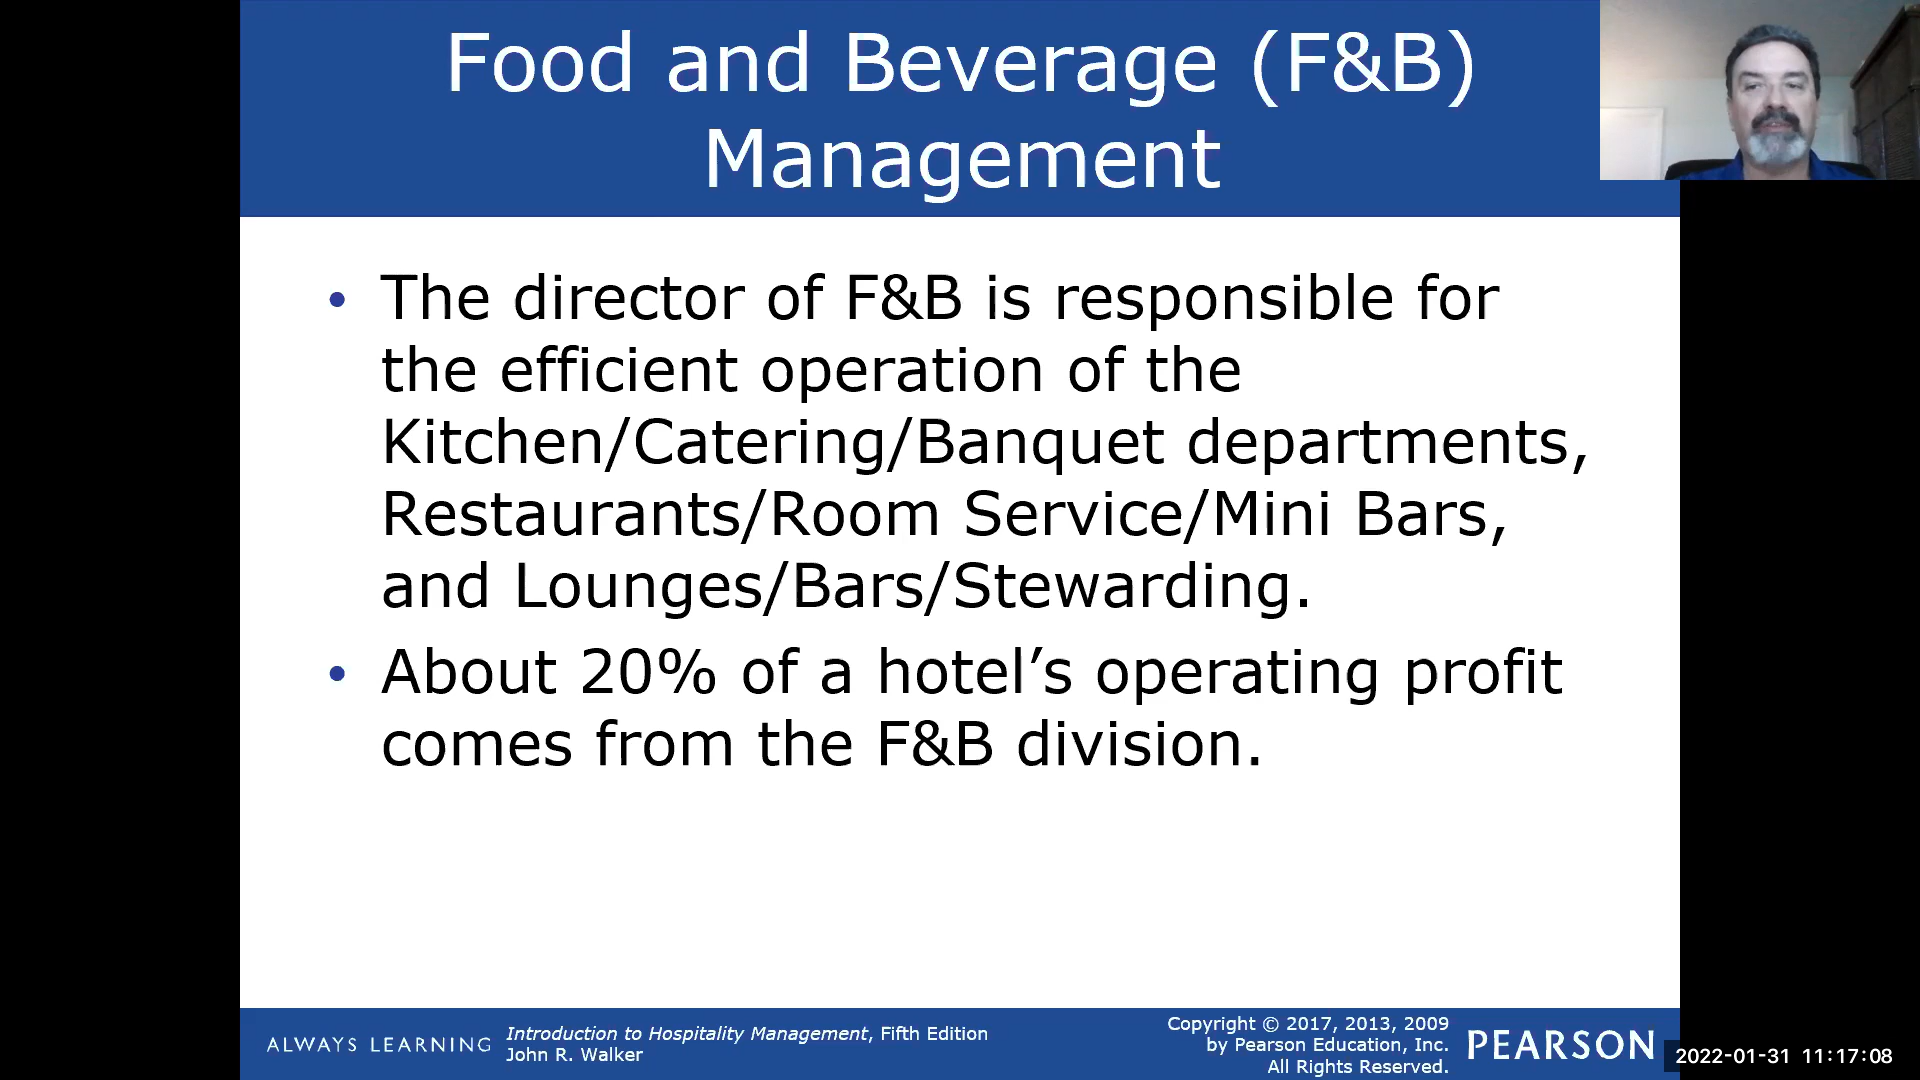 Food and Beverage (F&B)
Management
• The director of F&B is responsible for
the efficient operation of the
Kitchen/Catering/Banquet departments,
Restaurants/Room Service/Mini Bars,
and Lounges/Bars/Stewarding.
• About 20% of a hotel’s operating profit
comes from the F&B division.
ALWAYS LEARNING
Introduction to Hospitality Management, Fifth Edition
John R. Walker
Copyright © 2017, 2013, 2009
by Pearson Education, Inc.
All Rights Reserved.
PEARSON
2022-01-31 11:17:08